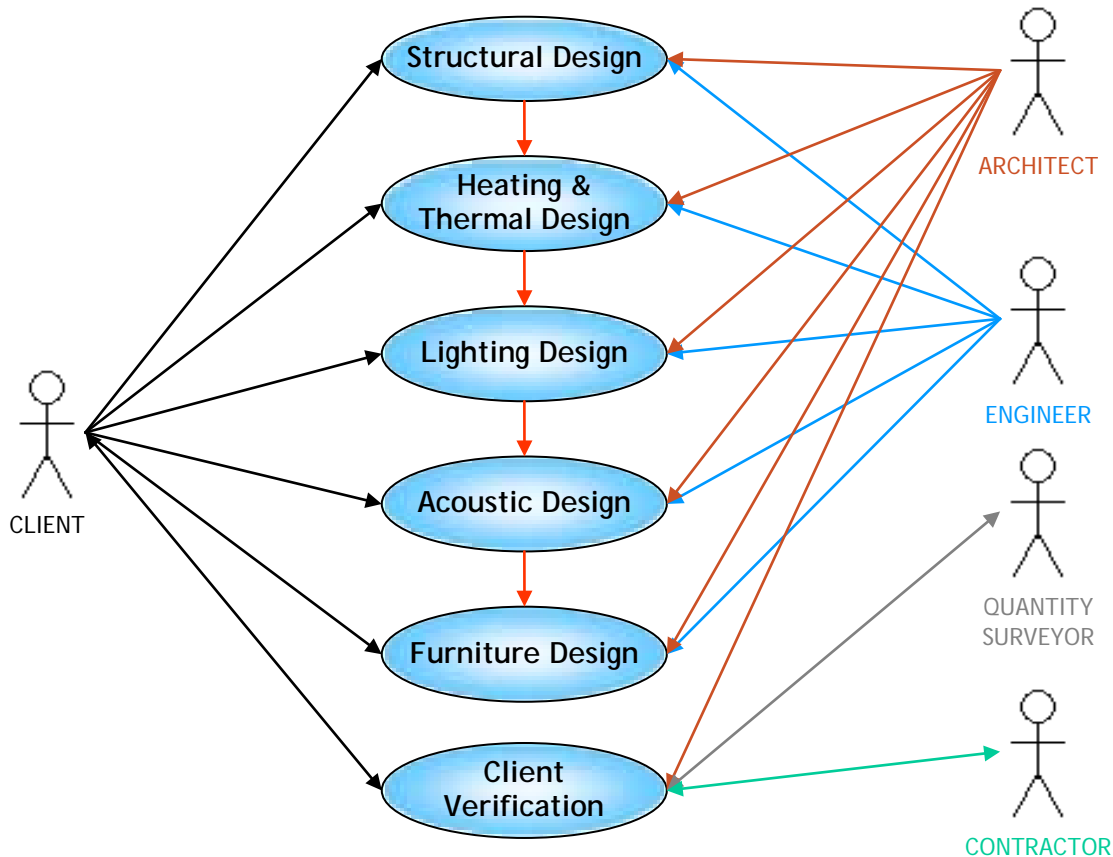 Structural Design
ARCHITECT
Heating &
Thermal Design
Lighting Design
ENGINEER
CLIENT
Acoustic Design
QUANTITY
SURVEYOR
Furniture Design
Client
Verification
CONTRACTOR